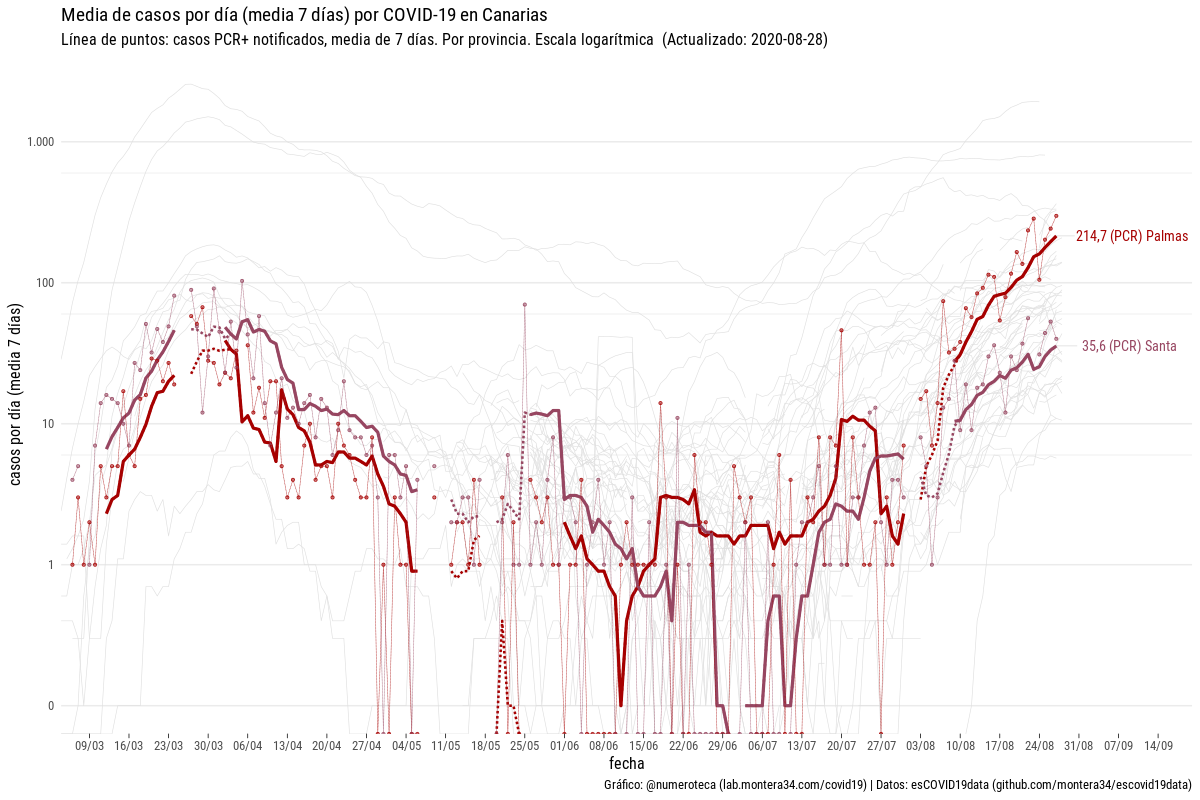 Media de casos por día (media 7 días) por COVID-19 en Canarias
Línea de puntos: casos PCR+ notificados, media de 7 días. Por provincia. Escala logarítmica  (Actualizado: 2020-08-28)
casos por día (media 7 días)
1.000
100
10
1
0
214,7 (PCR) Palmas
35,6 (PCR) Santa
09/03 16/03 23/03 30/03 06/04 13/04 20/04 27/04 04/05 11/05 18/05 25/05 01/06 08/06 15/06 22/06 29/06 06/07 13/07 20/07 27/07 03/08 10/08 17/08 24/08 31/08 07/09 14/09
fecha
Gráfico: @numeroteca (lab.montera34.com/covid19) | Datos: esCOVID19data (github.com/montera34/escovid19data)